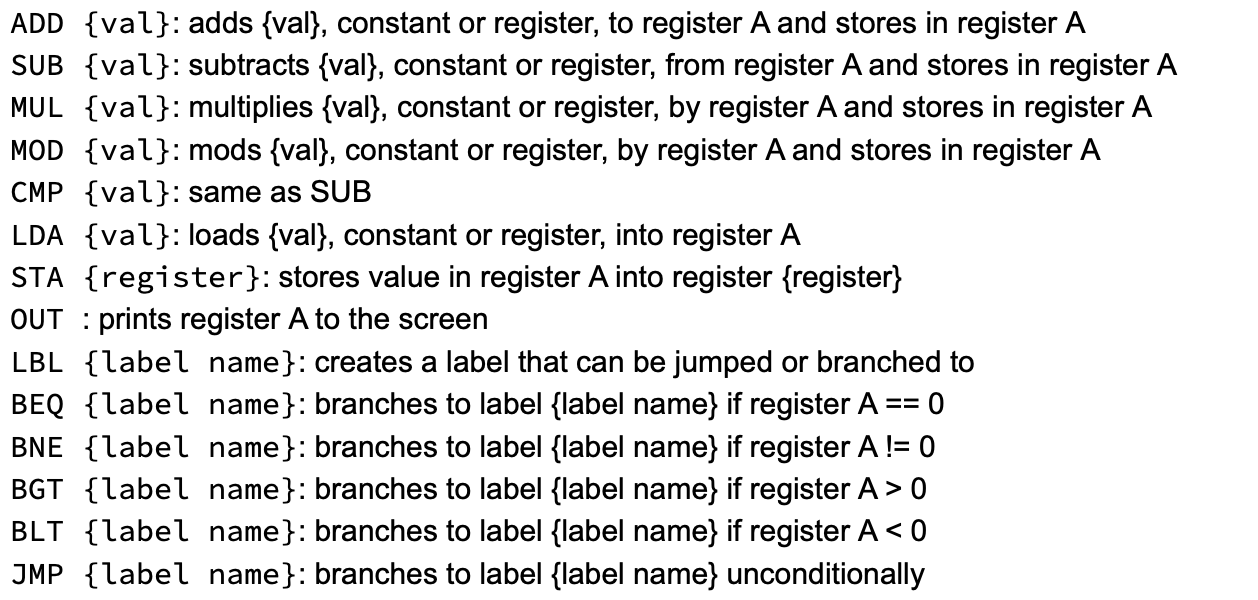 ADD {val}: adds {val}, constant or register, to register A and stores in register A
SUB {val}: subtracts {val}, constant or register, from register A and stores in register A
MUL {val}: multiplies {val}, constant or register, by register A and stores in register A
MOD {val}: mods {val}, constant or register, by register A and stores in register A
CMP {val}: same as SUB
LDA {val}: loads {val}, constant or register, into register A
STA {register}: stores value in register A into register {register}
OUT : prints register A to the screen
LBL {label name}: creates a label that can be jumped or branched to
BEQ {label name}: branches to label {label name} if register A == 0
BNE {label name}: branches to label {label name} if register A != 0
BGT {label name}: branches to label {label name} if register A > 0
BLT {label name}: branches to label {label name} if register A < 0
JMP {label name}: branches to label {label name} unconditionally